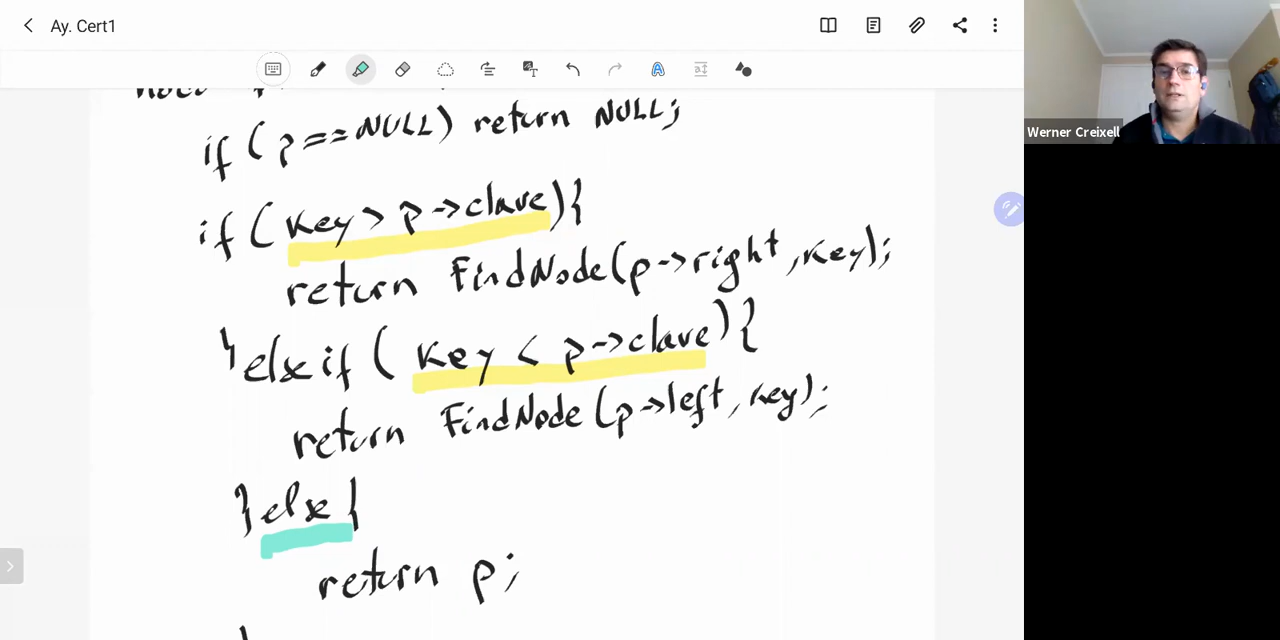 Ay. Cert1
if (p==NULL) return NULL;
if (key > p->clave){
return FindNode(p->right,key);
}else if ( key < p->clave){
return FindNode(p->left,key);
}else{
return p;
}
Werner Creixell